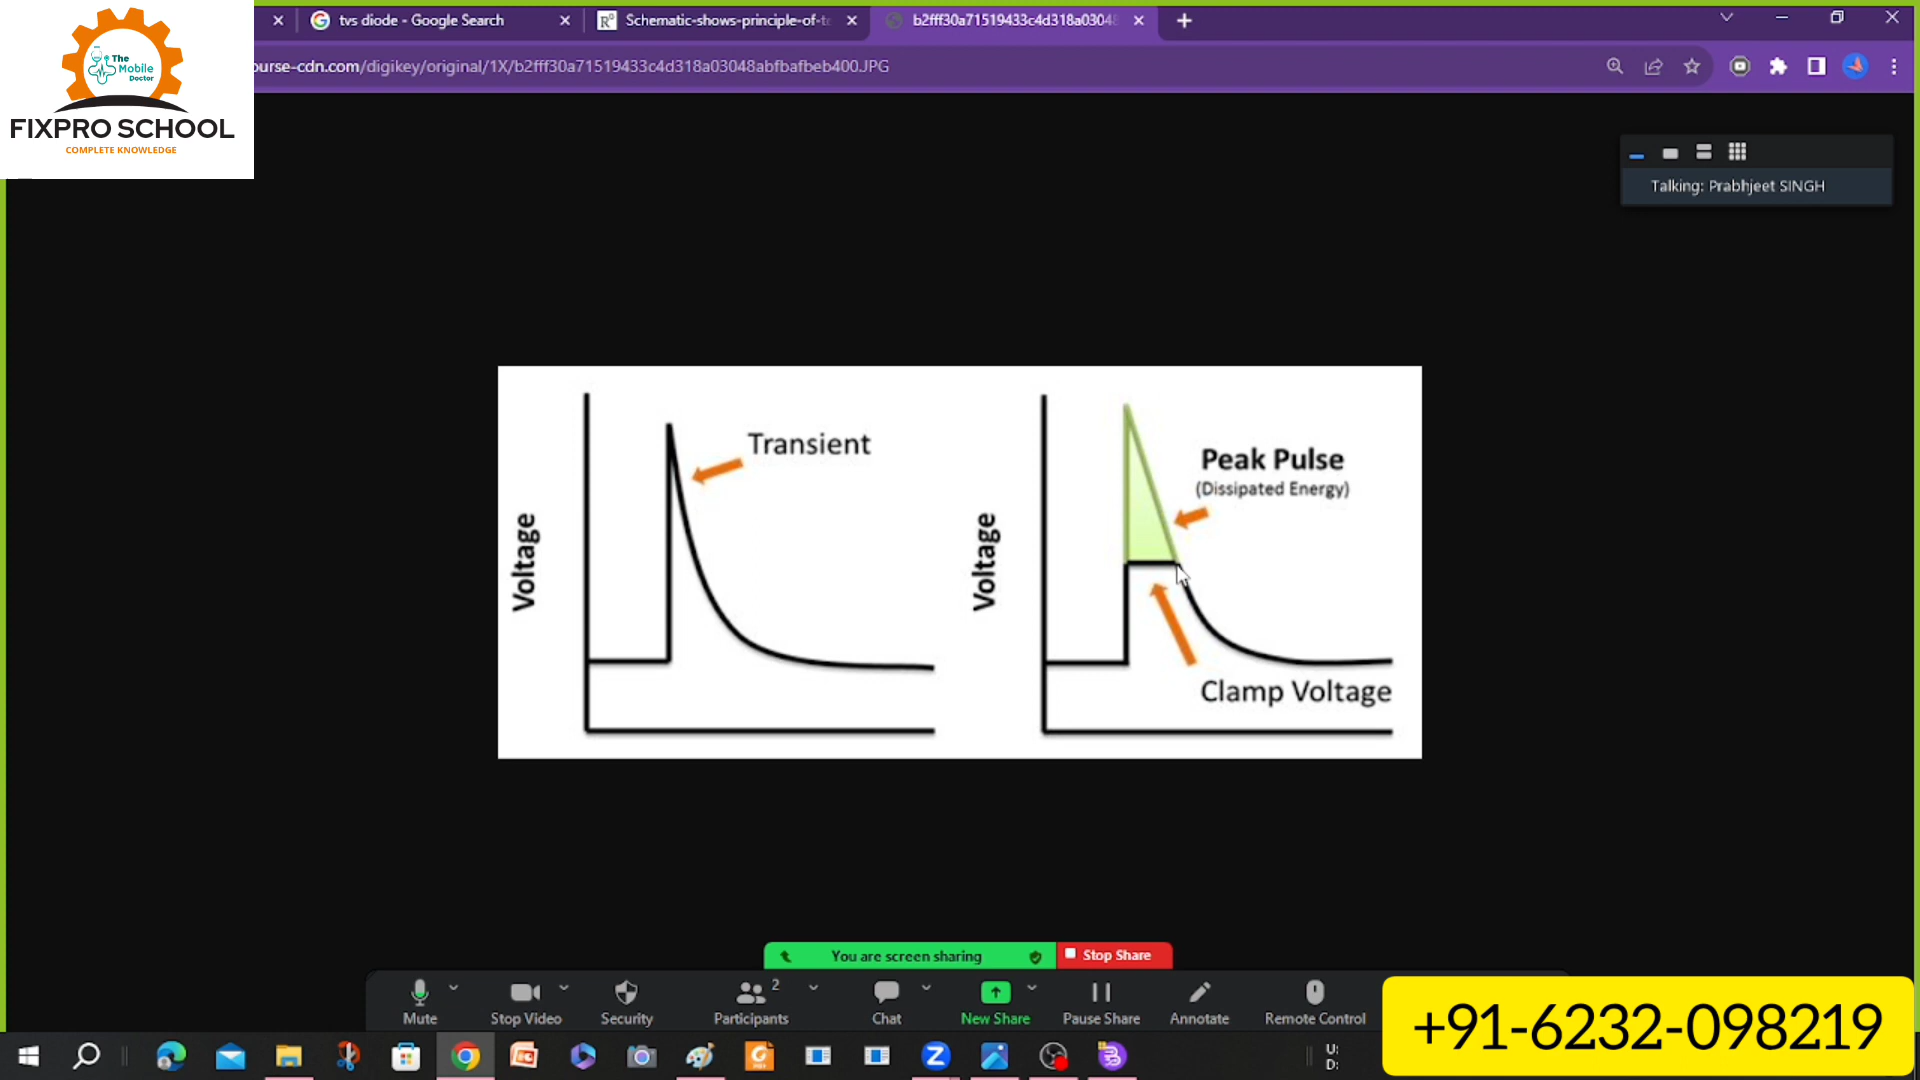 tvs diode - Google Search
Schematic-shows-principle-of-t
b2fff30a71519433c4d318a0304
ourse-cdn.com/digikey/original/1X/b2fff30a71519433c4d318a03048abfbafbeb400.JPG
The
Mobile
Doctor
FIXPRO SCHOOL
COMPLETE KNOWLEDGE
Talking: Prabhjeet SINGH
Voltage
Transient
Voltage
Peak Pulse
(Dissipated Energy)
Clamp Voltage
You are screen sharing
Stop Share
Mute
Stop Video
Security
Participants
2
Chat
New Share
Pause Share
Annotate
Remote Control
U:
D:
+91-6232-098219